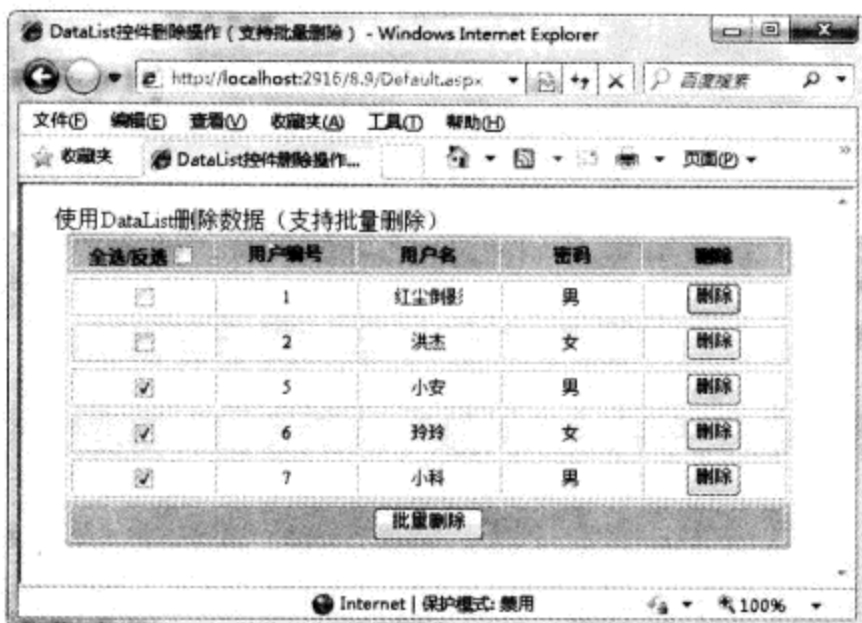 DataList控件删除操作（支持批量删除） - Windows Internet Explorer
http://localhost:2916/8.9/Default.aspx 百度搜索
文件(F) 编辑(E) 查看(V) 收藏夹(A) 工具(T) 帮助(H)
收藏夹 DataList控件删除操作... 页面(P)
使用DataList删除数据（支持批量删除）
全选/反选 用户编号 用户名 密码 删除
1 红尘倒影 男 删除
2 洪杰 女 删除
5 小安 男 删除
6 玲玲 女 删除
7 小科 男 删除
批量删除
Internet | 保护模式: 禁用 100%